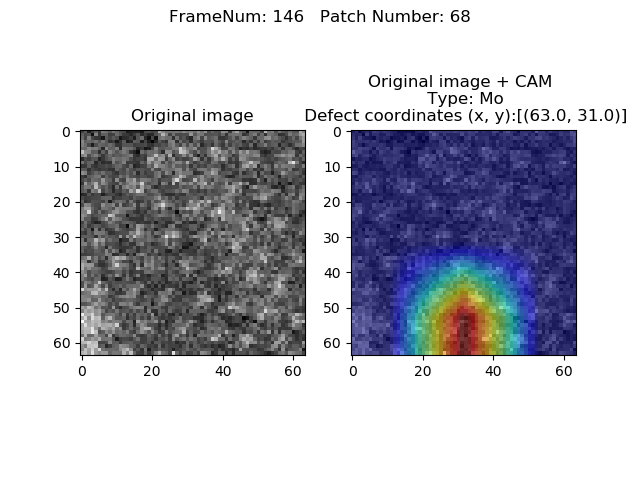 FrameNum: 146   Patch Number: 68
Original image
0
10
20
30
40
50
60
0 20 40 60
Original image + CAM
Type: Mo
Defect coordinates (x, y):[(63.0, 31.0)]
0
10
20
30
40
50
60
0 20 40 60